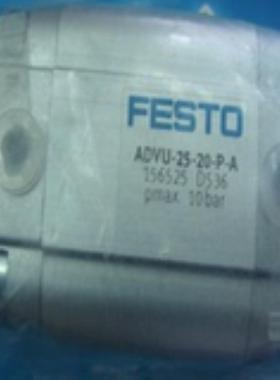 FESTO
ADVU-25-20-P-A
156525 D536
pmax. 10bar